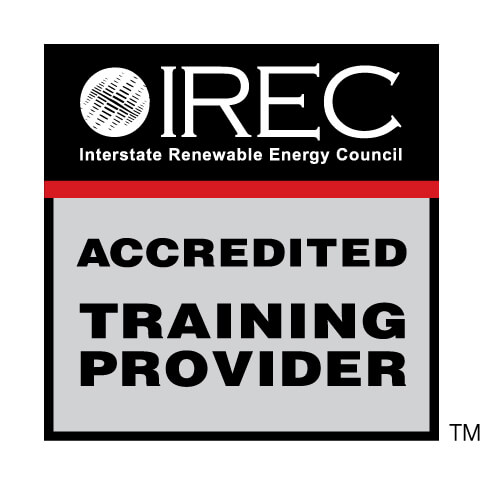 IREC
Interstate Renewable Energy Council
ACCREDITED
TRAINING
PROVIDER
TM